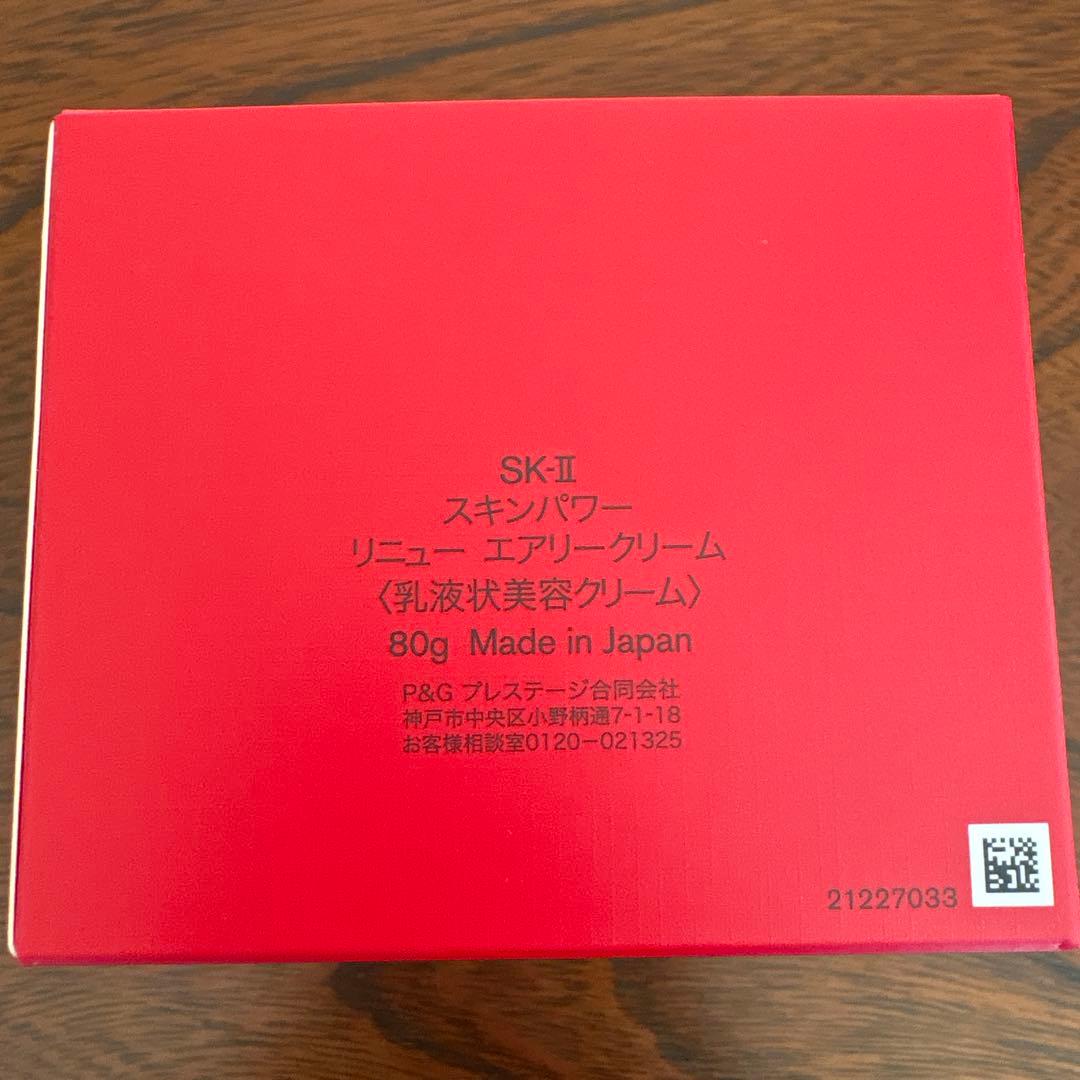 SK-Ⅱ
スキンパワー
リニュー エアリークリーム
〈乳液状美容クリーム〉
80g Made in Japan
P&G プレステージ合同会社
神戸市中央区小野柄通7-1-18
お客様相談室0120-021325
21227033